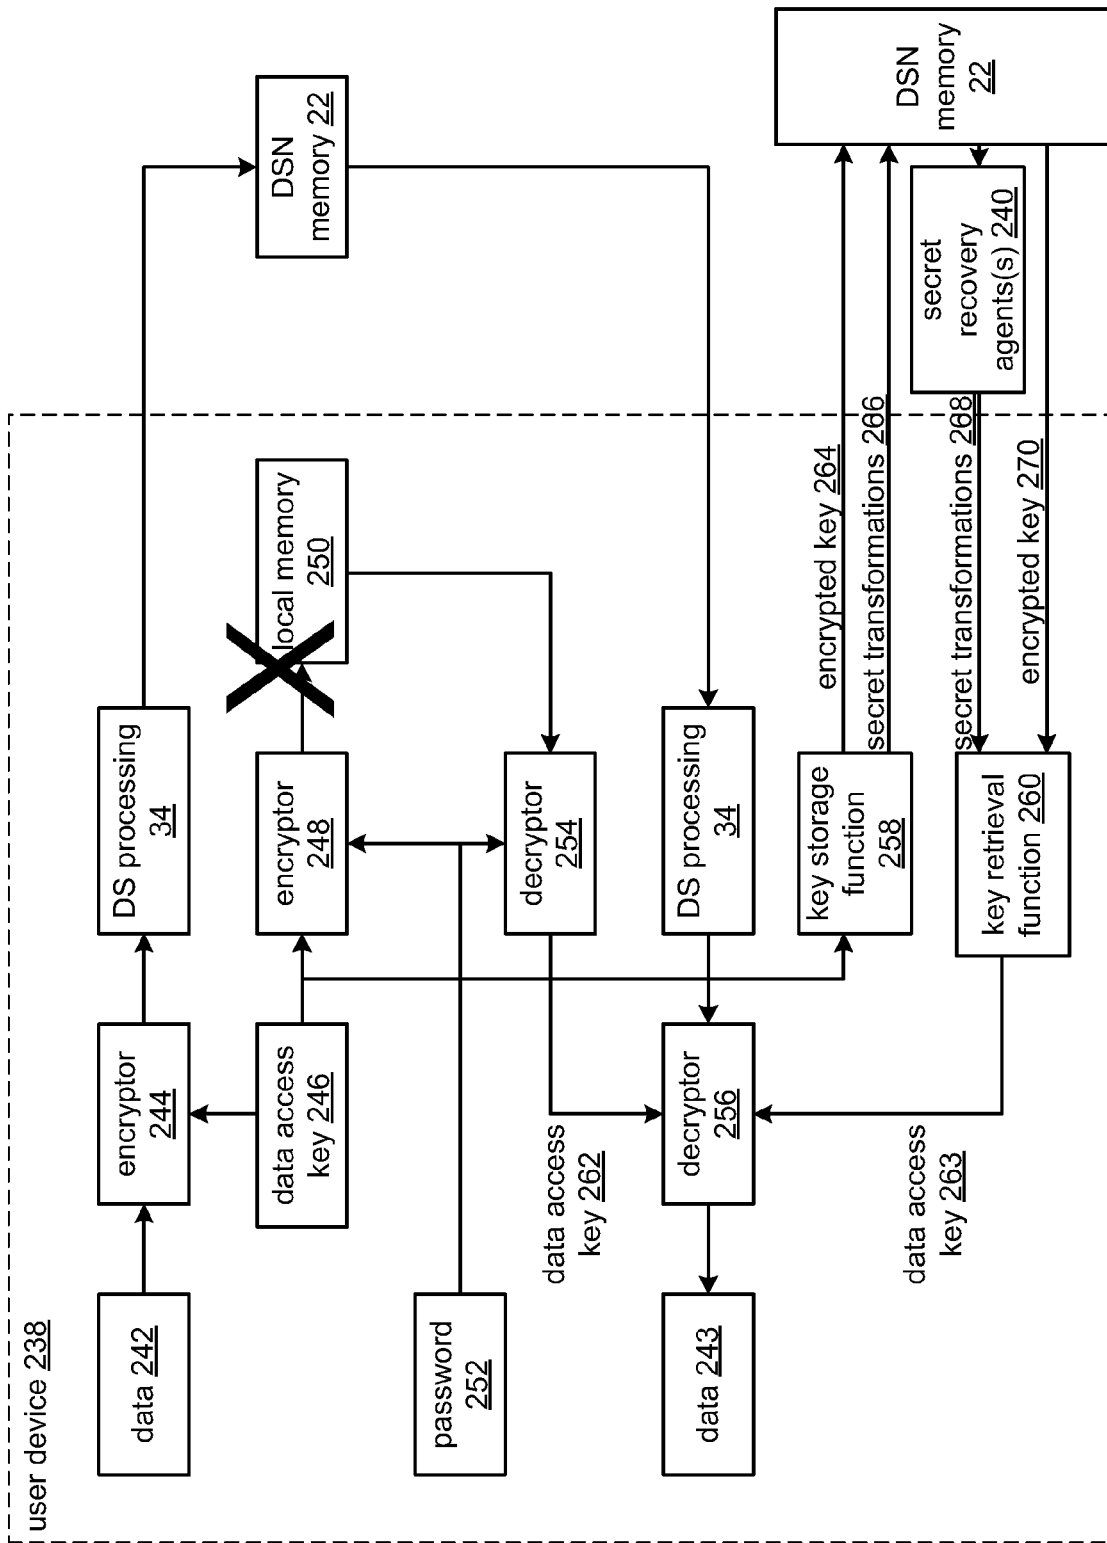 user device 238
data 242
encryptor
244
DS processing
34
data access
key 246
encryptor
248
local memory
250
DSN
memory 22
password
252
decryptor
254
data access
key 262
data 243
decryptor
256
DS processing
34
data access
key 263
key storage
function
258
encrypted key 264
secret transformations 266
key retrieval
function 260
secret transformations 268
encrypted key 270
secret
recovery
agents(s) 240
DSN
memory
22